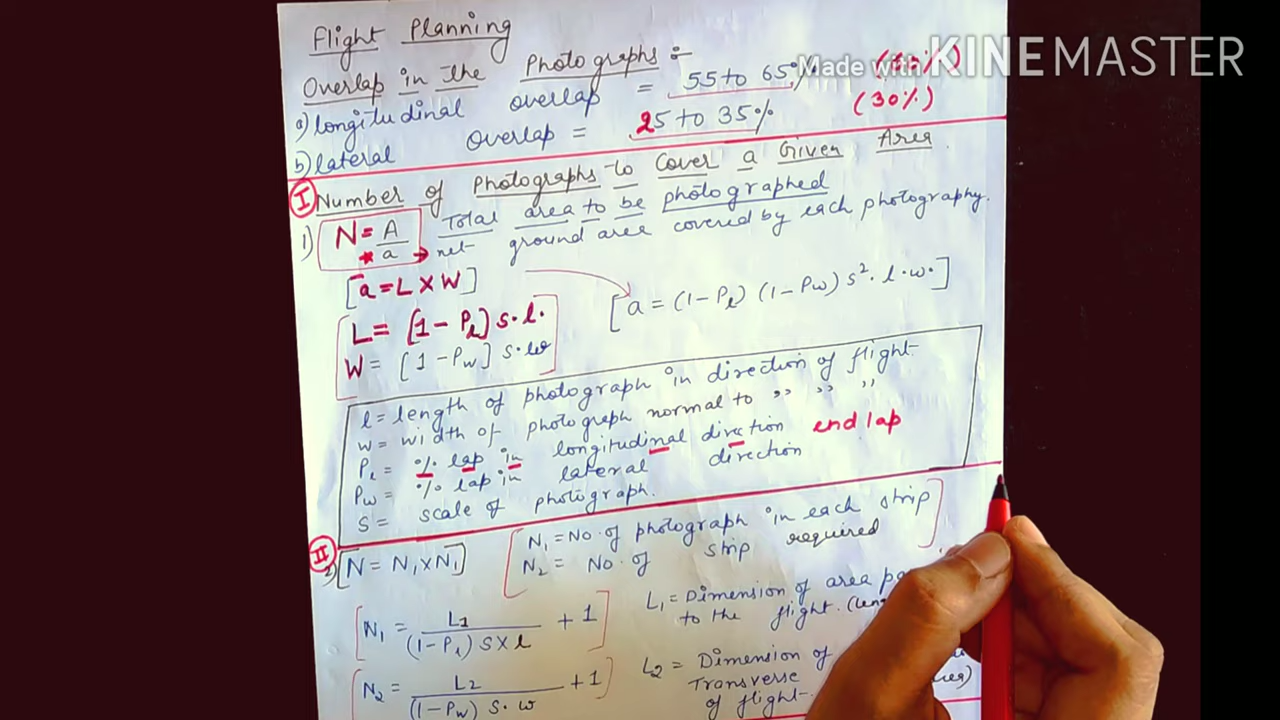 Flight Planning
Overlap in the Photographs :-
a) longitudinal overlap = 55 to 65%
Made with KINEMASTER
b) lateral overlap = 25 to 35% (30%)
I Number of Photographs to Cover a Given Area
1) N = A/a Total area to be photographed
net ground area covered by each photography.
[a = L X W]
[a = (1 - Pl) (1 - Pw) s². l. w.]
L = [1 - Pl] s. l.
W = [1 - Pw] s. w
l = length of photograph in direction of flight.
w = width of photograph normal to ,, ,, ,,
Pl = % lap in longitudinal direction end lap
Pw = % lap in lateral direction
S = scale of photograph.
II 2) [N = N1 X N1]
N1 = No. of photograph in each strip
N2 = No. of strip required
N1 = L1/(1 - Pl) S X l + 1
L1 = Dimension of area
to the flight.
N2 = L2/(1 - Pw) S. w + 1
L2 = Dimension of
Transverse
of flight.